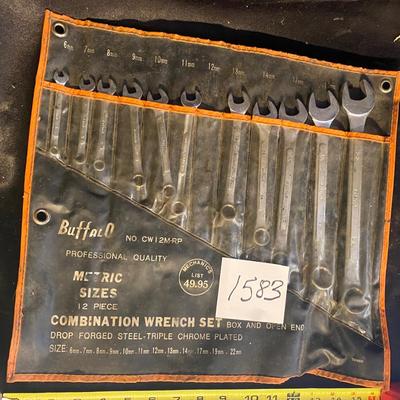 6mm 7mm 8mm 9mm 10mm 11mm 12mm 13mm 14mm
Buffalo
NO. CW12M-RP
PROFESSIONAL QUALITY
MECHANICS
LIST
49.95
1583
METRIC
SIZES
12 PIECE
COMBINATION WRENCH SET BOX AND OPEN END
DROP FORGED STEEL-TRIPLE CHROME PLATED
SIZE: 6mm-7mm-8mm-9mm-10mm-11mm-12mm-13mm-14mm-17mm-19mm-22mm